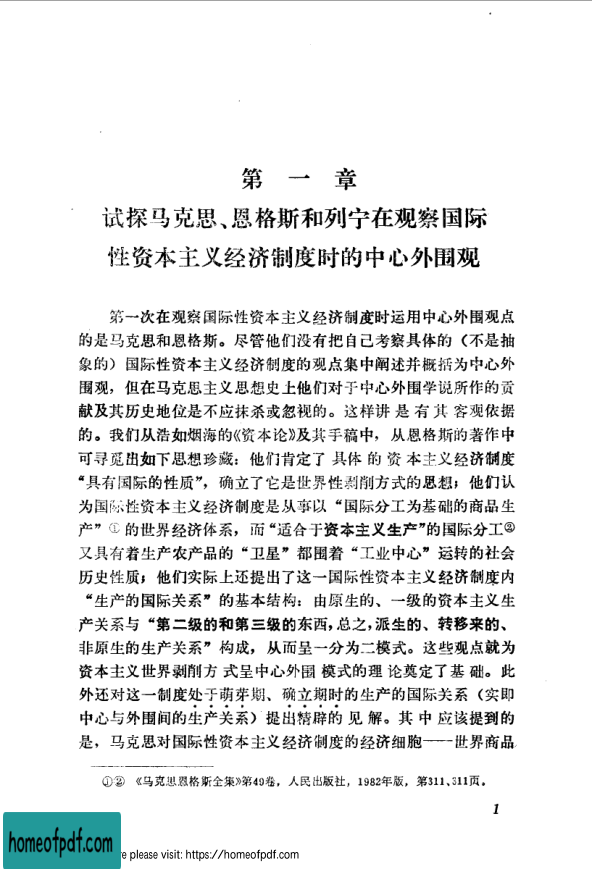 第一章
试探马克思、恩格斯和列宁在观察国际
性资本主义经济制度时的中心外围观
第一次在观察国际性资本主义经济制度时运用中心外围观点
的是马克思和恩格斯。尽管他们没有把自己考察具体的（不是抽
象的）国际性资本主义经济制度的观点集中阐述并概括为中心外
围观，但在马克思主义思想史上他们对于中心外围学说所作的贡
献及其历史地位是不应抹杀或忽视的。这样讲是有其客观依据
的。我们从浩如烟海的《资本论》及其手稿中，从恩格斯的著作中
可寻觅出如下思想珍藏：他们肯定了具体的资本主义经济制度
“具有国际的性质”，确立了它是世界性剥削方式的思想；他们认
为国际性资本主义经济制度是从事以“国际分工为基础的商品生
产”①的世界经济体系，而“适合于资本主义生产”的国际分工②
又具有着生产农产品的“卫星”都围着“工业中心”运转的社会
历史性质；他们实际上还提出了这一国际性资本主义经济制度内
“生产的国际关系”的基本结构：由原生的、一级的资本主义生
产关系与“第二级的和第三级的东西，总之，派生的、转移来的、
非原生的生产关系”构成，从而呈一分为二模式。这些观点就为
资本主义世界剥削方式呈中心外围模式的理论奠定了基础。此
外还对这一制度处于萌芽期、确立期时的生产的国际关系（实即
中心与外围间的生产关系）提出精辟的见解。其中应该提到的
是，马克思对国际性资本主义经济制度的经济细胞——世界商品
①② 《马克思恩格斯全集》第49卷，人民出版社，1982年版，第311、311页。
1
homeofpdf.com
re please visit: https://homeofpdf.com